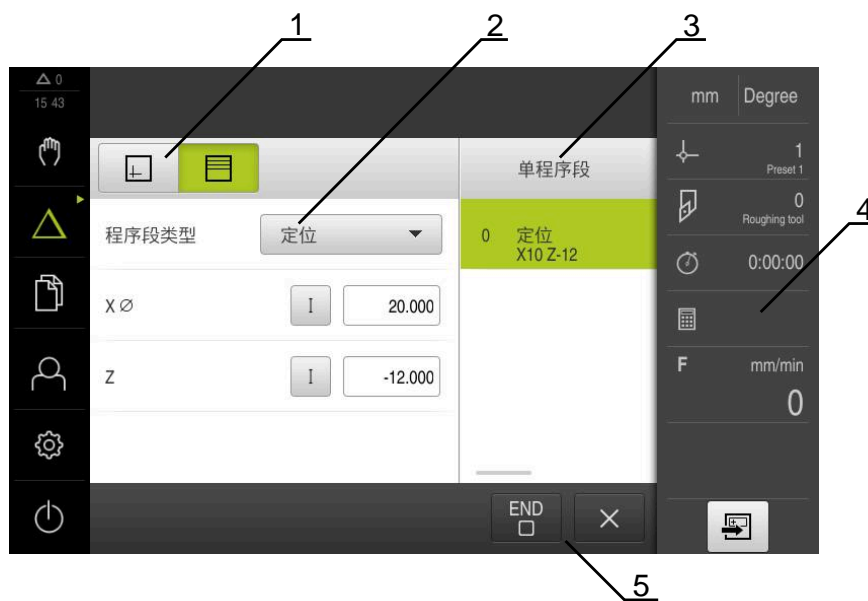 1
2
3
0
15 43
mm Degree
1
Preset 1
单程序段
0
Roughing tool
4
程序段类型 定位
0 定位
X10 Z-12
0:00:00
X Ø I 20.000
F mm/min
0
Z I -12.000
END
5